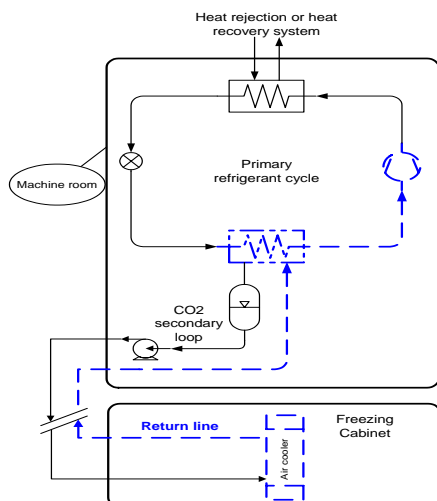 Heat rejection or heat
recovery system
Primary
refrigerant cycle
Machine room
CO2
secondary
loop
Return line
Freezing
Cabinet
Air cooler